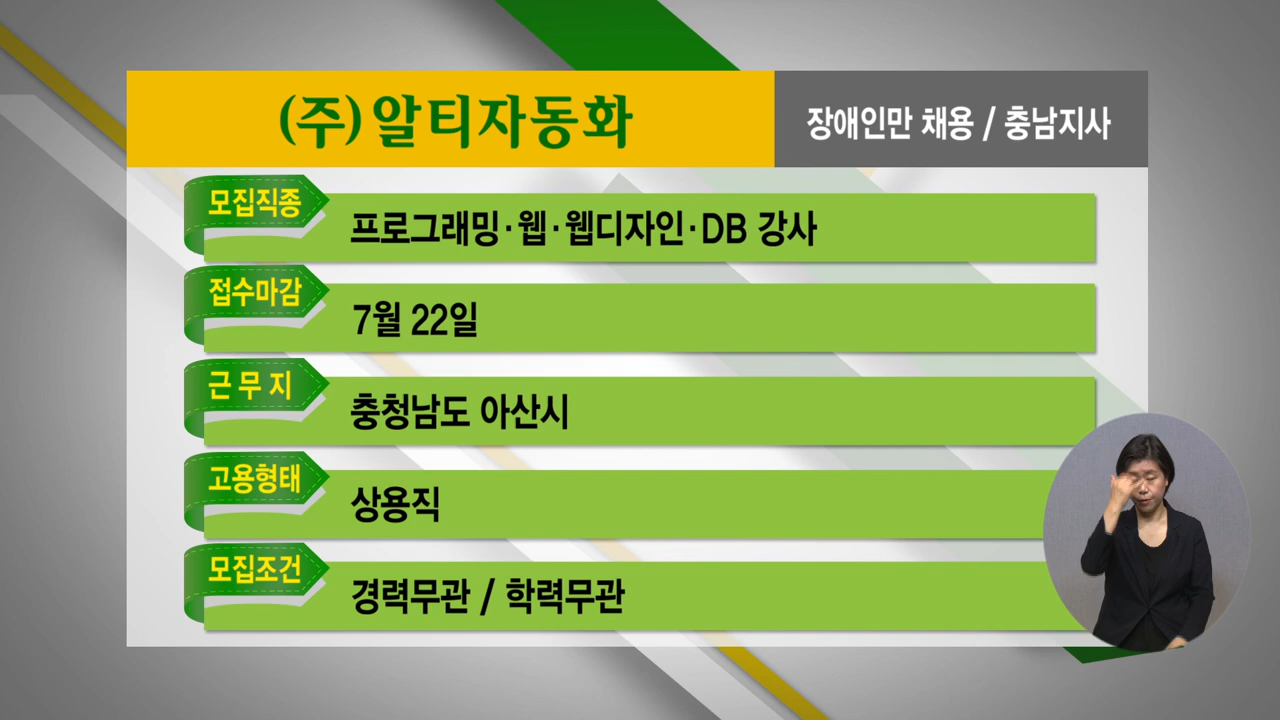 (주)알티자동화
장애인만 채용 / 충남지사
모집직종
프로그래밍·웹·웹디자인·DB 강사
접수마감
7월 22일
근 무 지
충청남도 아산시
고용형태
상용직
모집조건
경력무관 / 학력무관